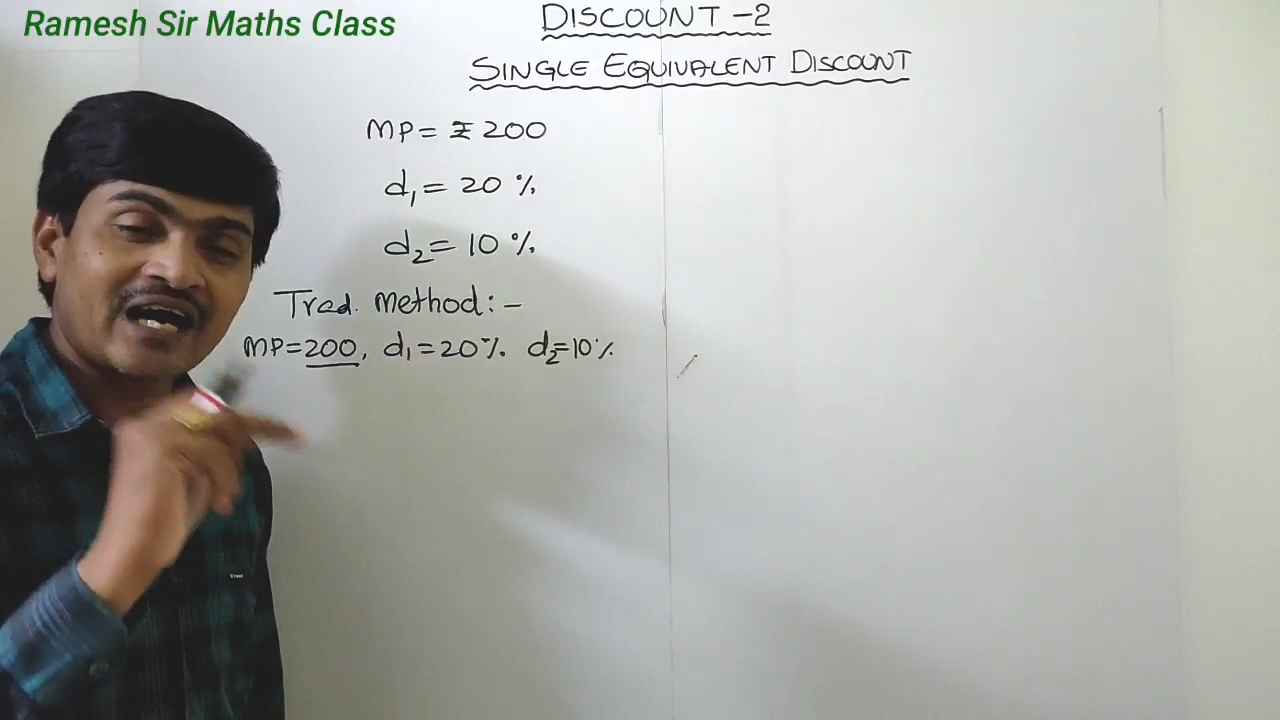 Ramesh Sir Maths Class
DISCOUNT -2
SINGLE EQUIVALENT DISCOUNT
MP = ₹ 200
d₁ = 20 %
d₂ = 10 %
Trad. Method:-
MP=200, d₁=20% d₂=10%